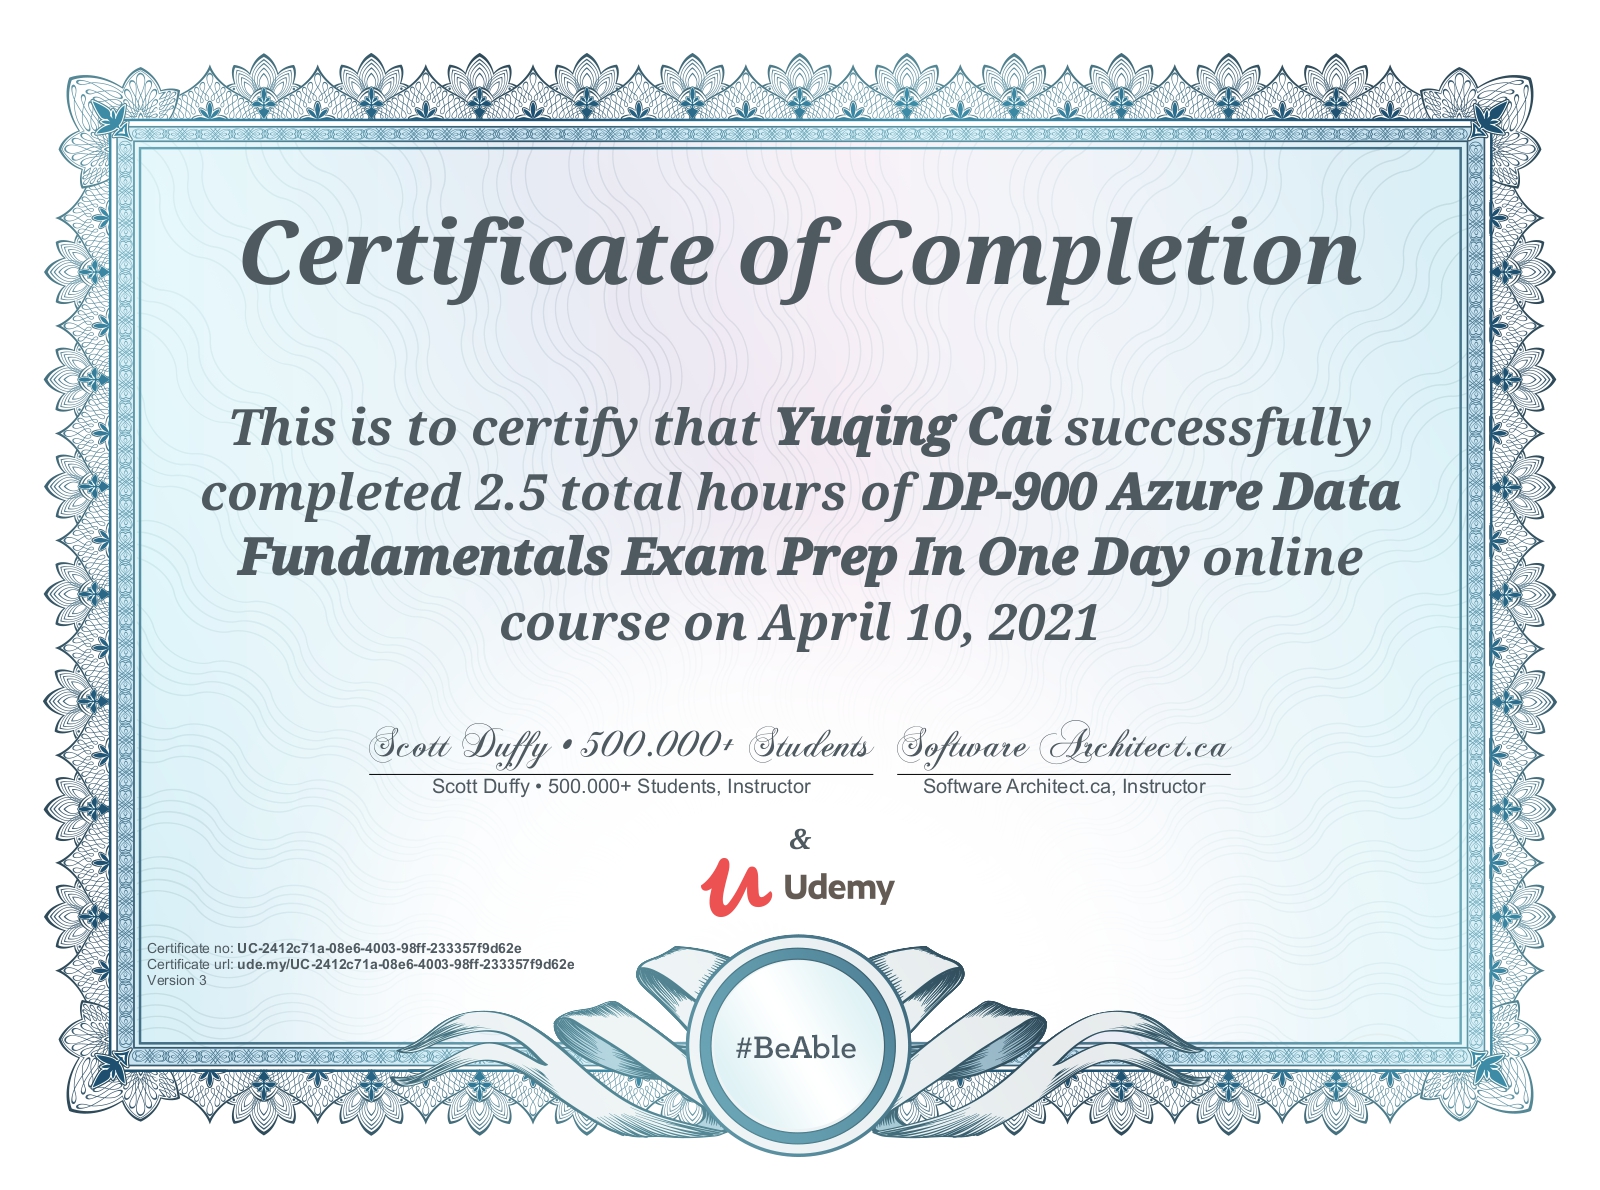 Certificate of Completion
This is to certify that Yuqing Cai successfully
completed 2.5 total hours of DP-900 Azure Data
Fundamentals Exam Prep In One Day online
course on April 10, 2021
Scott Duffy • 500.000+ Students
Software Architect.ca
Scott Duffy • 500.000+ Students, Instructor
Software Architect.ca, Instructor
&
Udemy
Certificate no: UC-2412c71a-08e6-4003-98ff-233357f9d62e
Certificate url: ude.my/UC-2412c71a-08e6-4003-98ff-233357f9d62e
Version 3
#BeAble